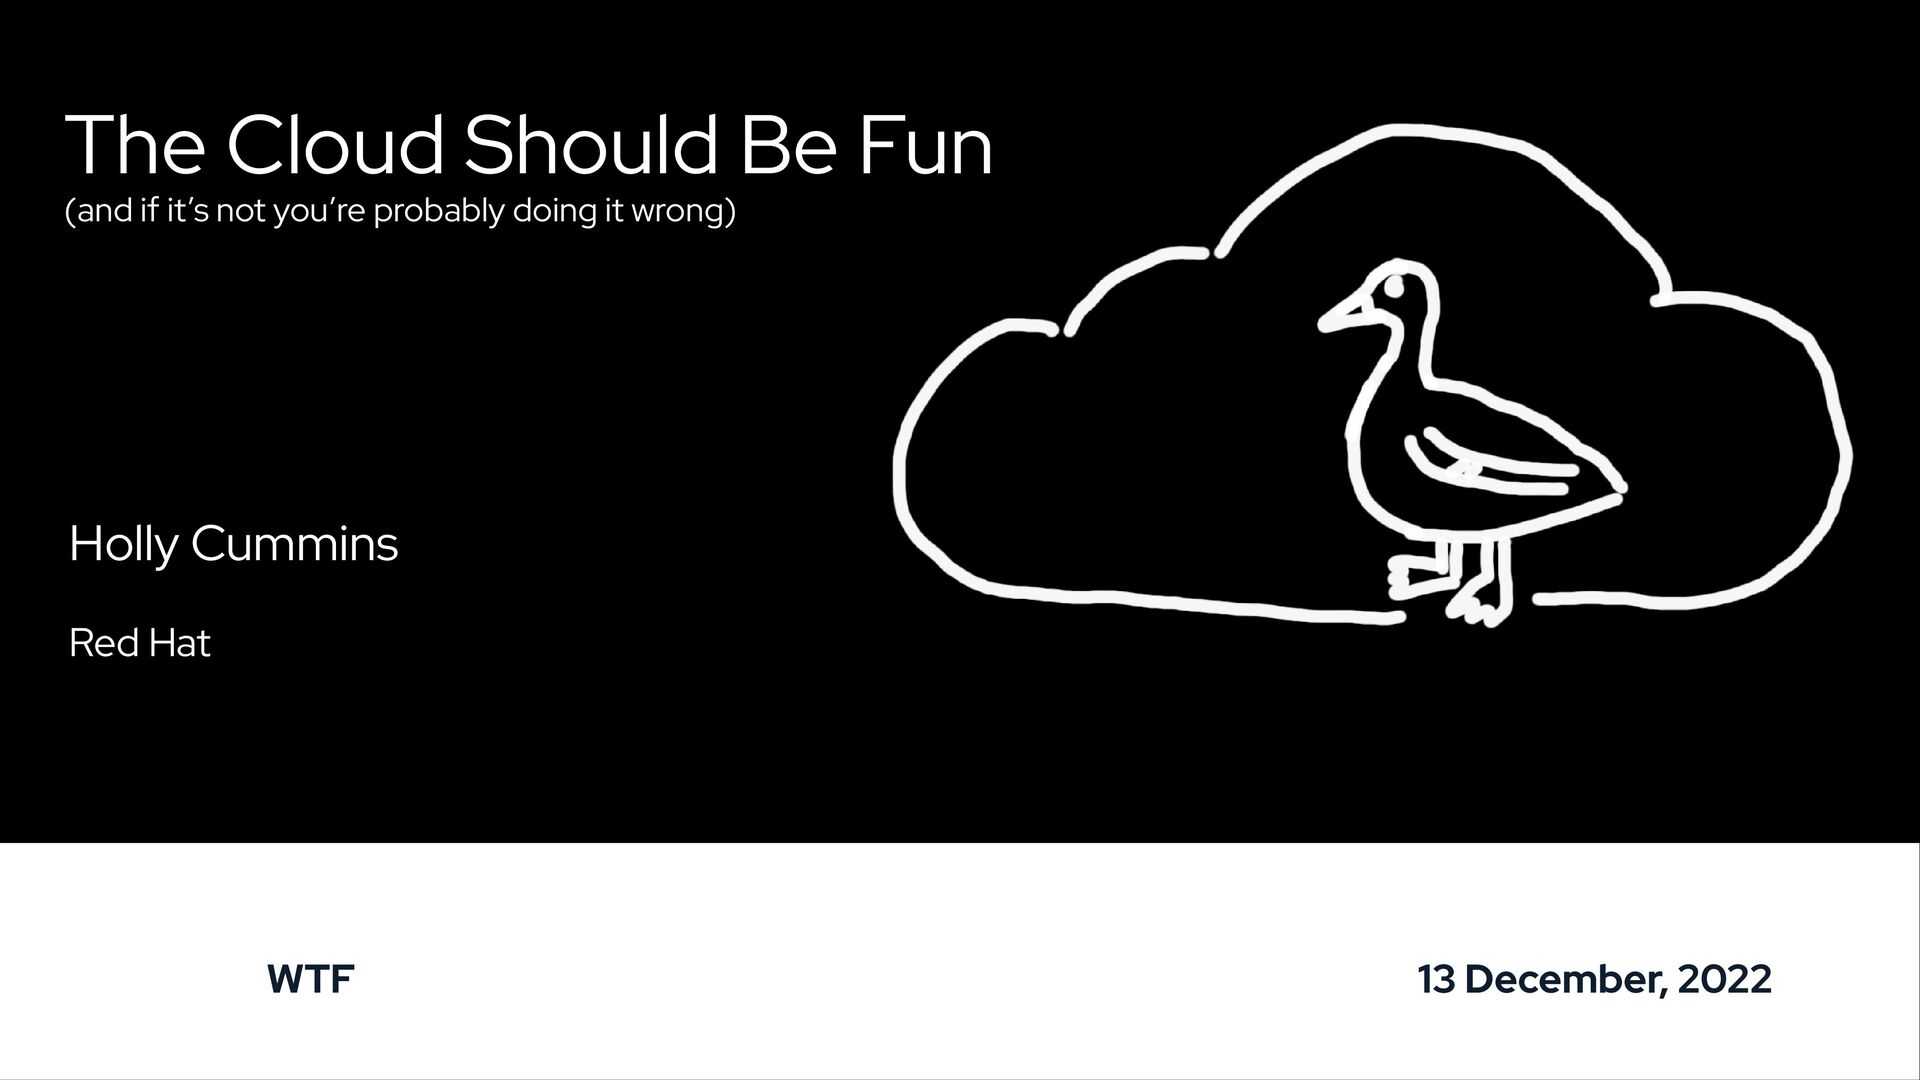 The Cloud Should Be Fun
(and if it’s not you’re probably doing it wrong)
Holly Cummins
Red Hat
WTF
13 December, 2022